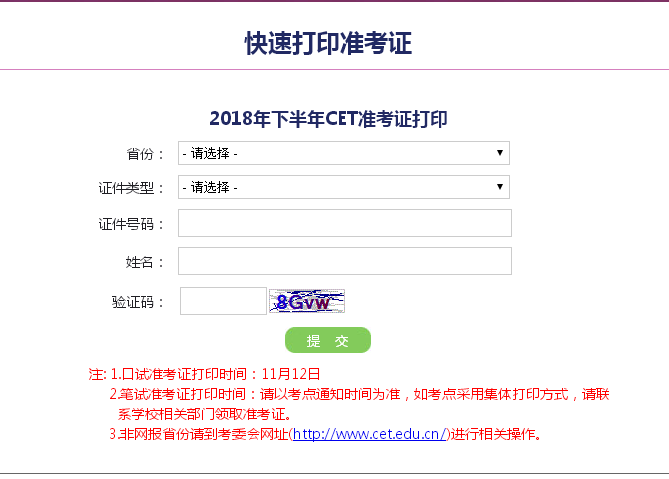 快速打印准考证
2018年下半年CET准考证打印
省份：
- 请选择 -
证件类型：
- 请选择 -
证件号码：
姓名：
验证码：
8Gvw
提 交
注: 1.口试准考证打印时间：11月12日
2.笔试准考证打印时间：请以考点通知时间为准，如考点采用集体打印方式，请联
系学校相关部门领取准考证。
3.非网报省份请到考委会网址(http://www.cet.edu.cn/)进行相关操作。